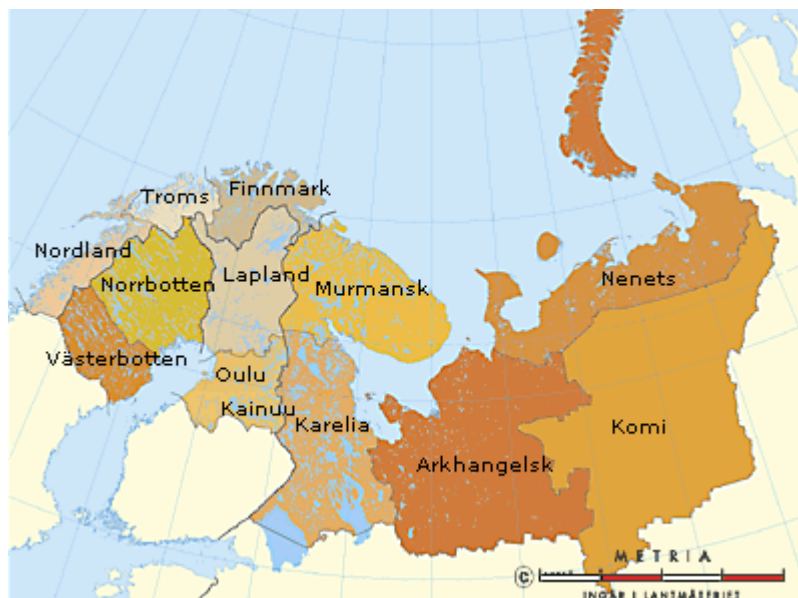 Troms
Finnmark
Nordland
Norrbotten
Lapland
Murmansk
Nenets
Västerbotten
Oulu
Kainuu
Karelia
Komi
Arkhangelsk
METRIA
©